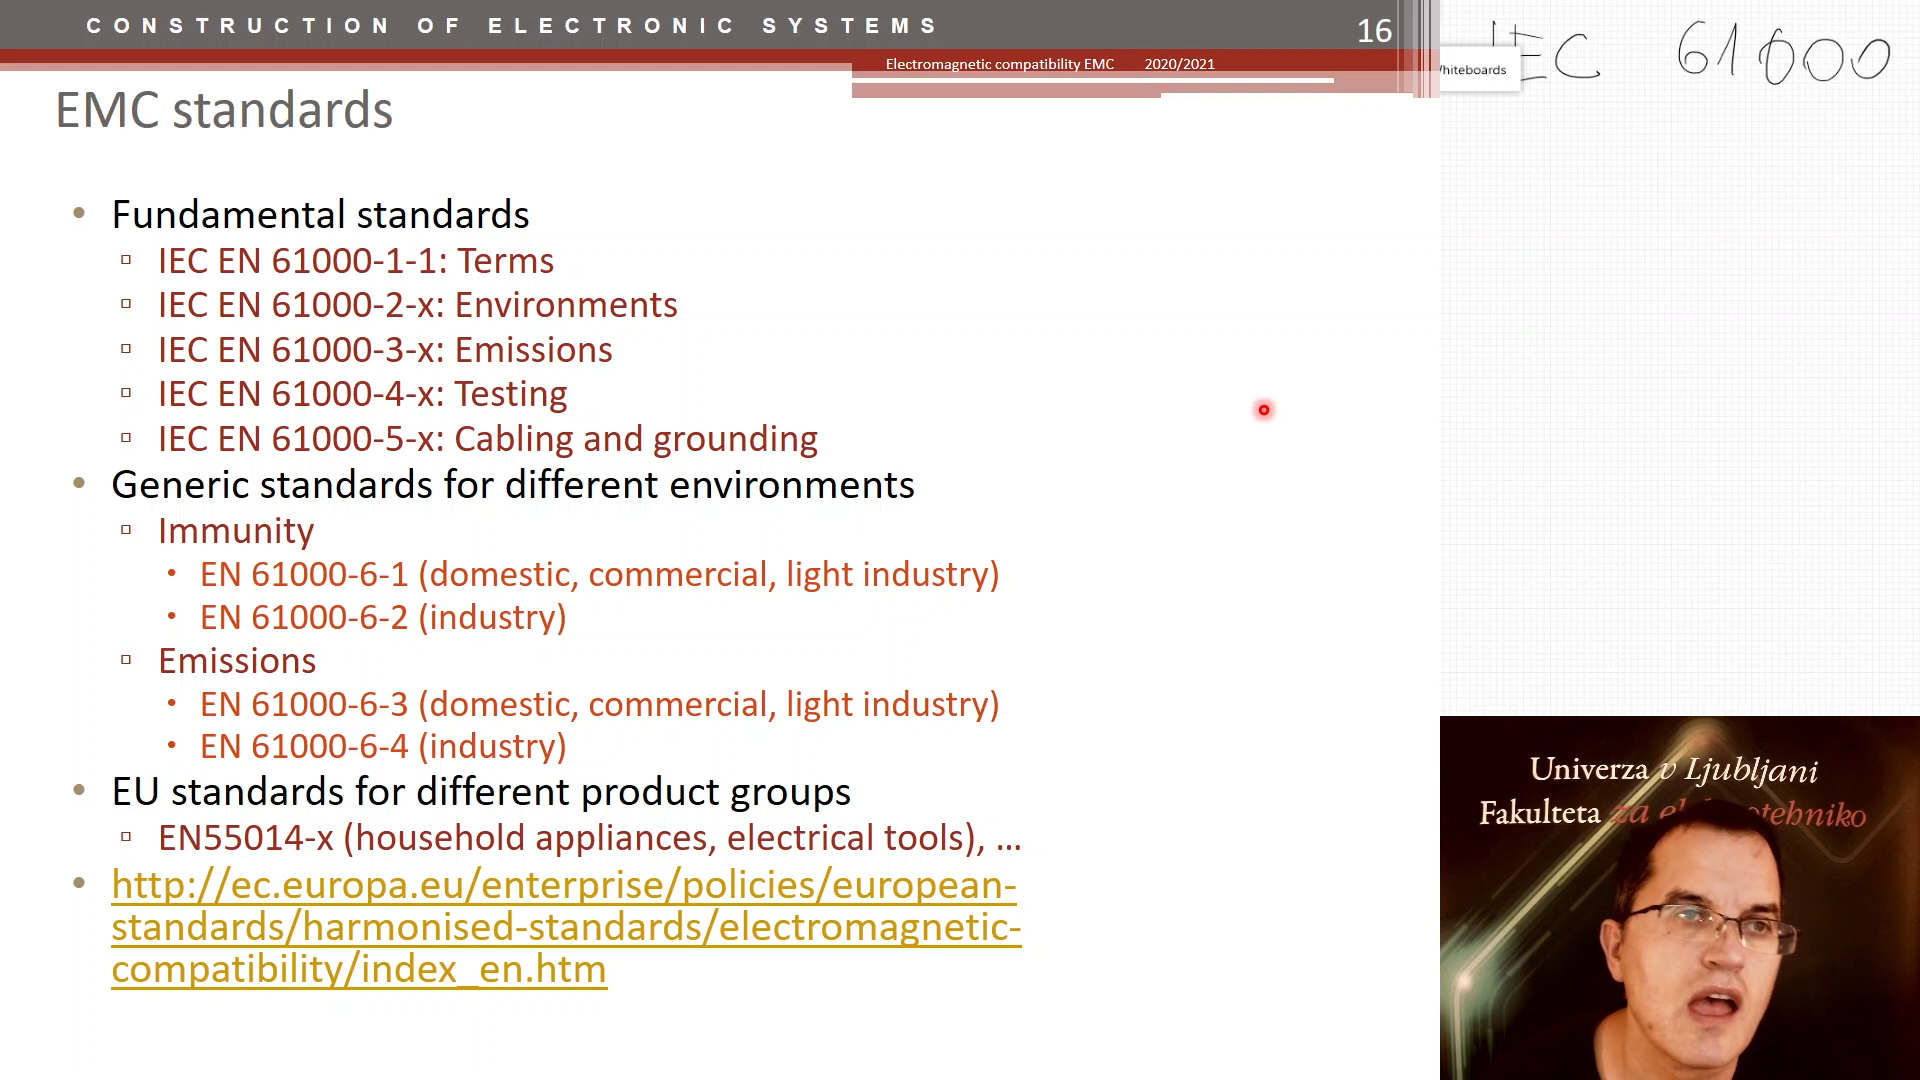 CONSTRUCTION OF ELECTRONIC SYSTEMS
16
Electromagnetic compatibility EMC 2020/2021
IEC 61000
Whiteboards
EMC standards
• Fundamental standards
▫ IEC EN 61000-1-1: Terms
▫ IEC EN 61000-2-x: Environments
▫ IEC EN 61000-3-x: Emissions
▫ IEC EN 61000-4-x: Testing
▫ IEC EN 61000-5-x: Cabling and grounding
• Generic standards for different environments
▫ Immunity
• EN 61000-6-1 (domestic, commercial, light industry)
• EN 61000-6-2 (industry)
▫ Emissions
• EN 61000-6-3 (domestic, commercial, light industry)
• EN 61000-6-4 (industry)
• EU standards for different product groups
▫ EN55014-x (household appliances, electrical tools), ...
• http://ec.europa.eu/enterprise/policies/european-
standards/harmonised-standards/electromagnetic-
compatibility/index_en.htm
Univerza v Ljubljani
Fakulteta za elektrotehniko